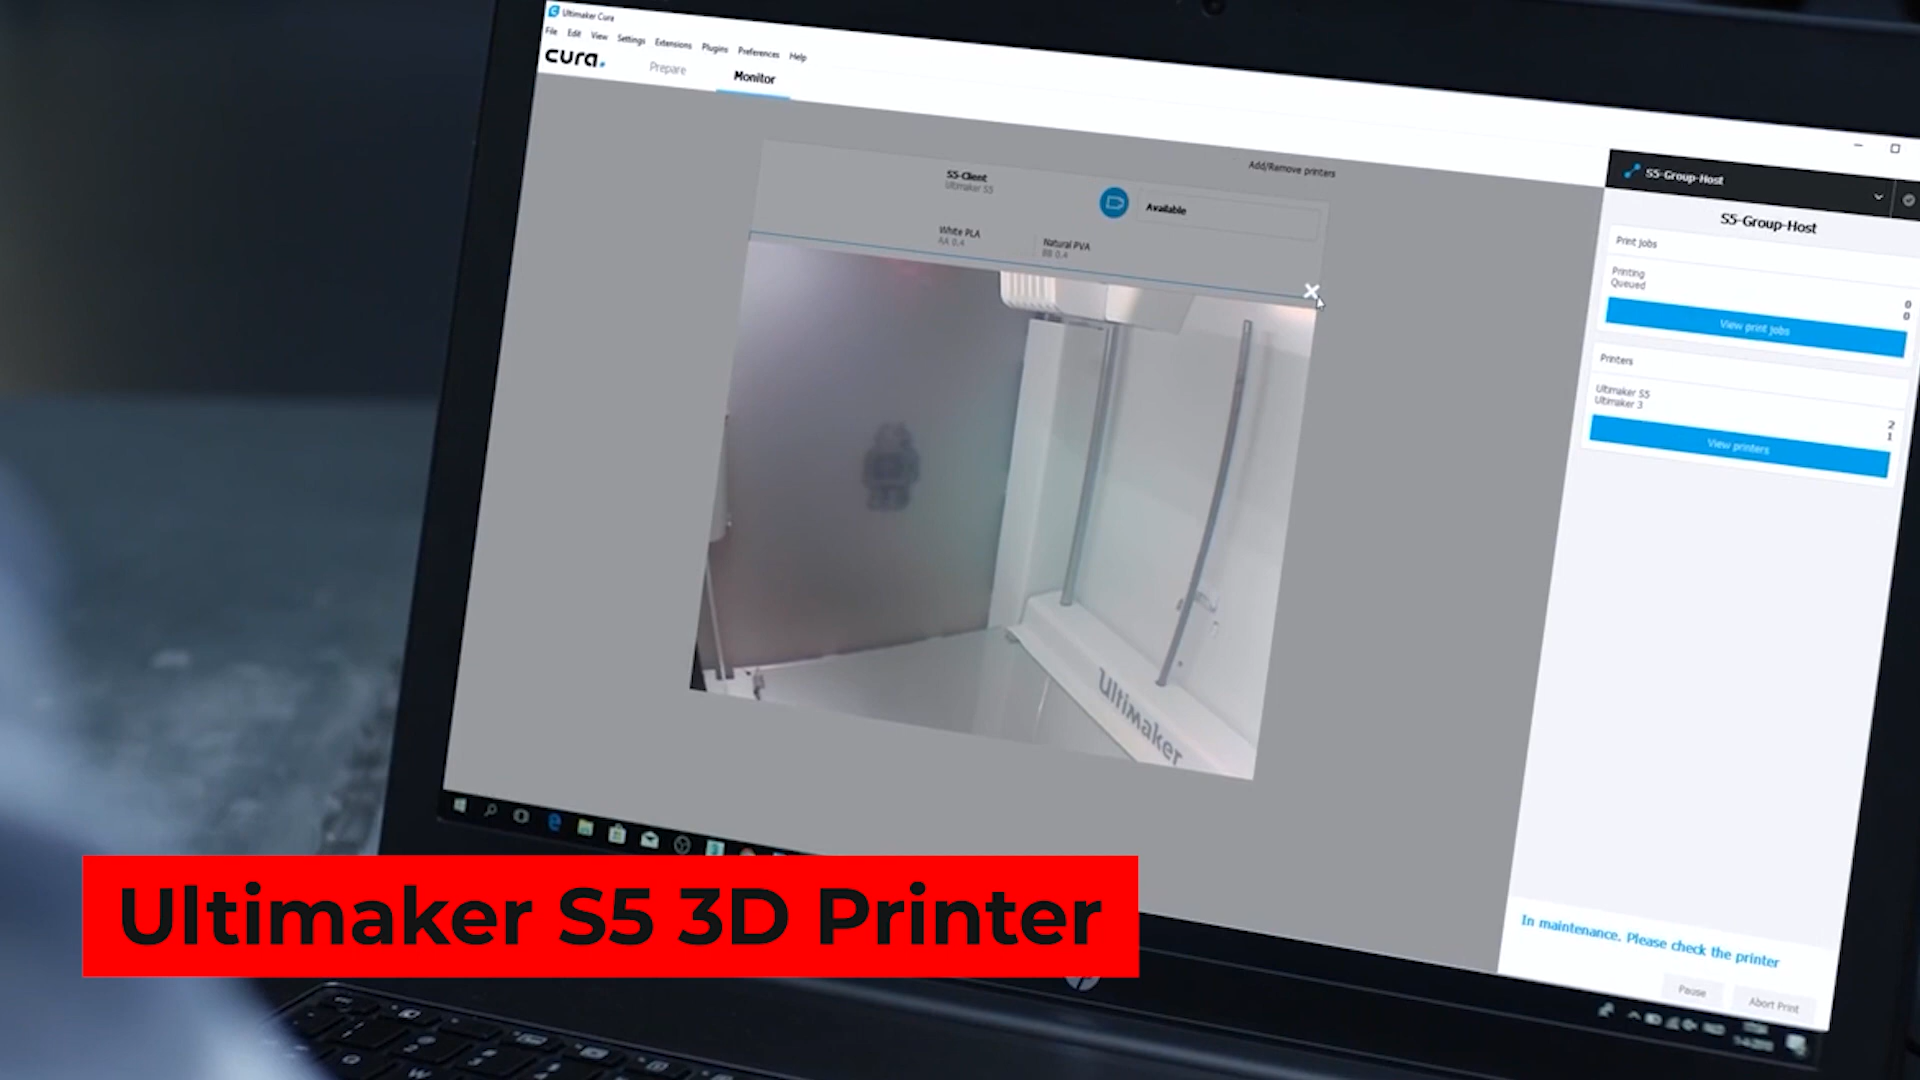 Ultimaker Cura
File Edit View Settings Extensions Plugins Preferences Help
cura.
Prepare Monitor
Add/Remove printers
S5-Client
Ultimaker S5
Available
White PLA
AA 0.4
Natural PVA
BB 0.4
Ultimaker
S5-Group-Host
S5-Group-Host
Print jobs
Printing 0
Queued 0
View print jobs
Printers
Ultimaker S5 2
Ultimaker 3 1
View printers
In maintenance. Please check the printer
Pause Abort Print
Ultimaker S5 3D Printer
hp